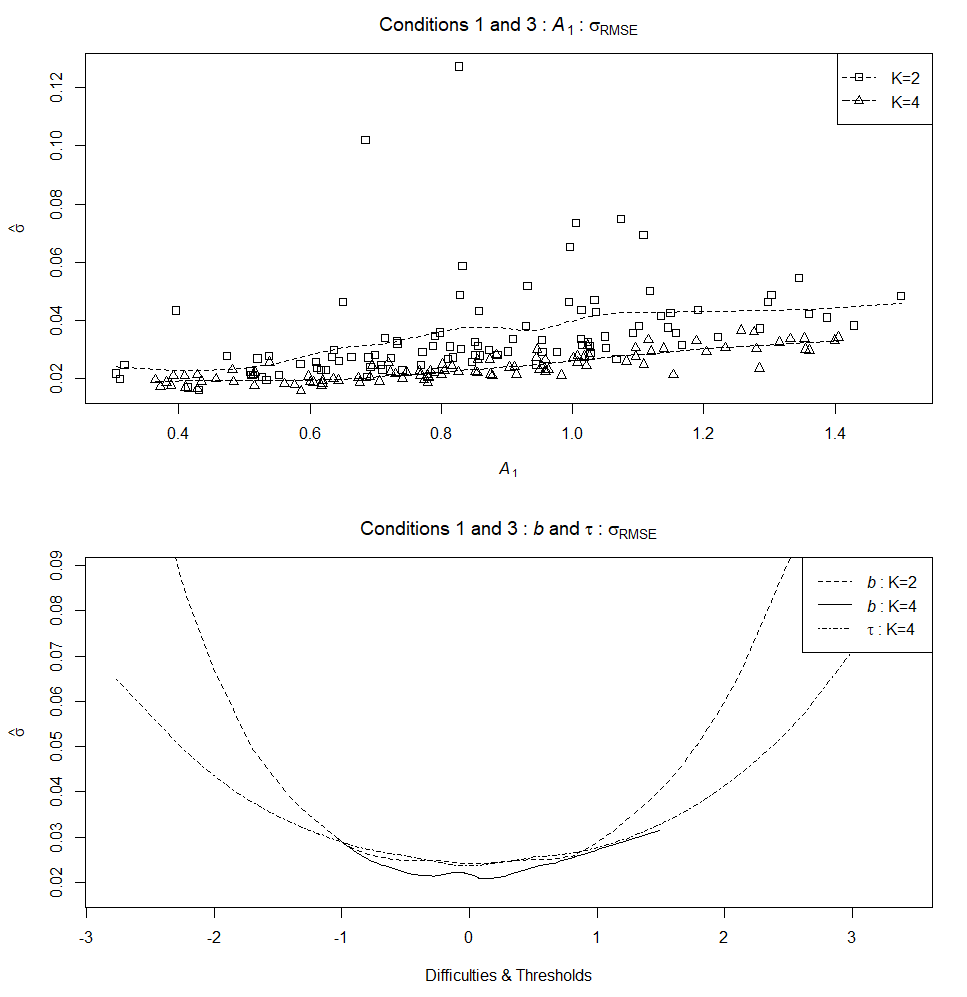 Conditions 1 and 3 : A₁ : σRMSE
K=2
K=4
0.12
0.10
0.08
0.06
0.04
0.02
σ̂
0.4 0.6 0.8 1.0 1.2 1.4
A₁
Conditions 1 and 3 : b and τ : σRMSE
b : K=2
b : K=4
τ : K=4
0.09
0.08
0.07
0.06
0.05
0.04
0.03
0.02
σ̂
-3 -2 -1 0 1 2 3
Difficulties & Thresholds